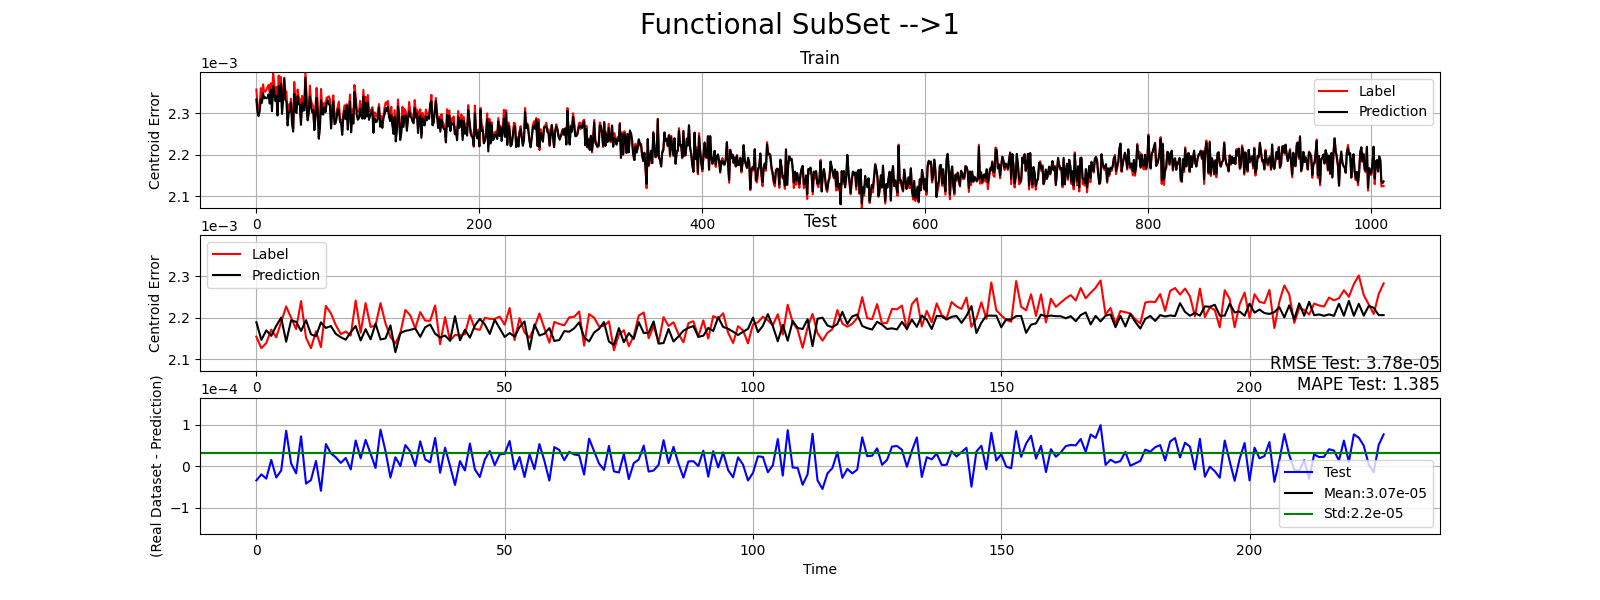 Functional SubSet -->1
Train
1e−3
Centroid Error
2.3
2.2
2.1
Label
Prediction
0 200 400 600 800 1000
Test
1e−3
Centroid Error
2.3
2.2
2.1
Label
Prediction
0 50 100 150 200
RMSE Test: 3.78e-05
MAPE Test: 1.385
1e−4
(Real Dataset - Prediction)
1
0
−1
Test
Mean:3.07e-05
Std:2.2e-05
0 50 100 150 200
Time